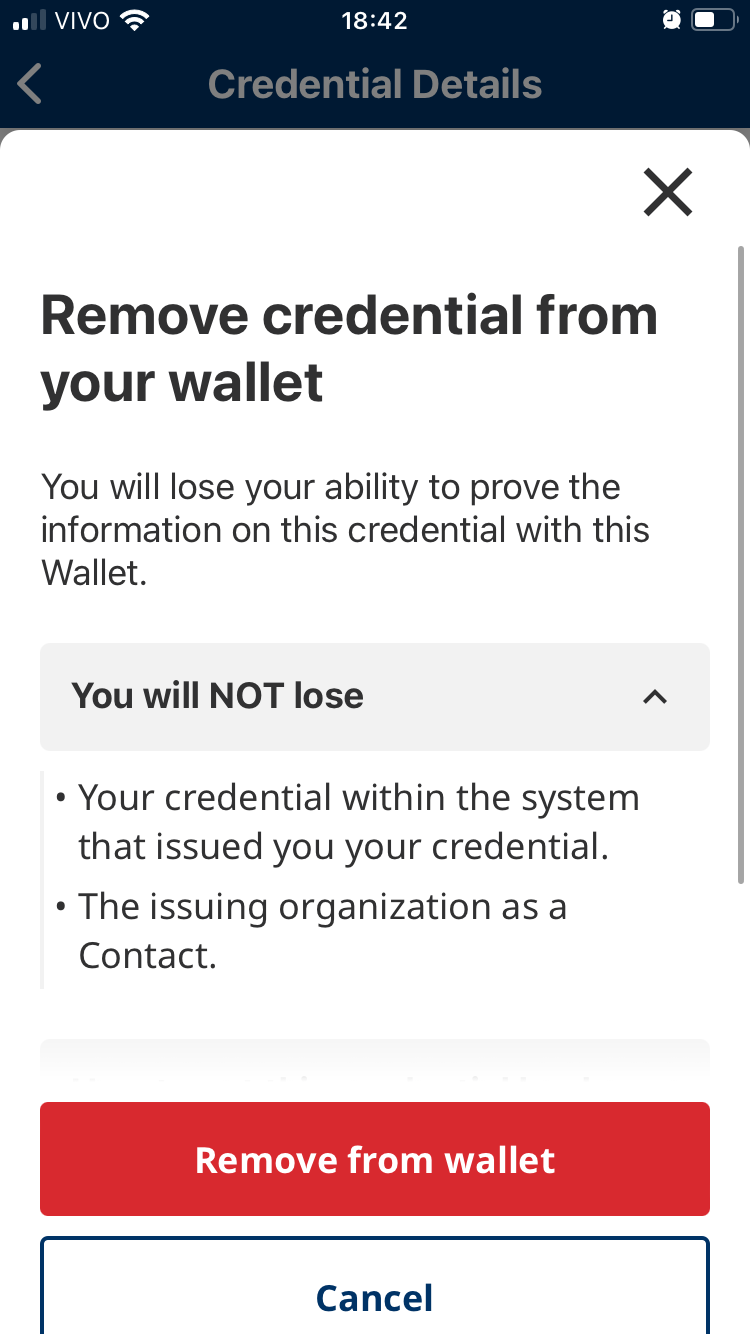 VIVO 18:42
Credential Details
Remove credential from
your wallet
You will lose your ability to prove the
information on this credential with this
Wallet.
You will NOT lose
• Your credential within the system
that issued you your credential.
• The issuing organization as a
Contact.
Remove from wallet
Cancel